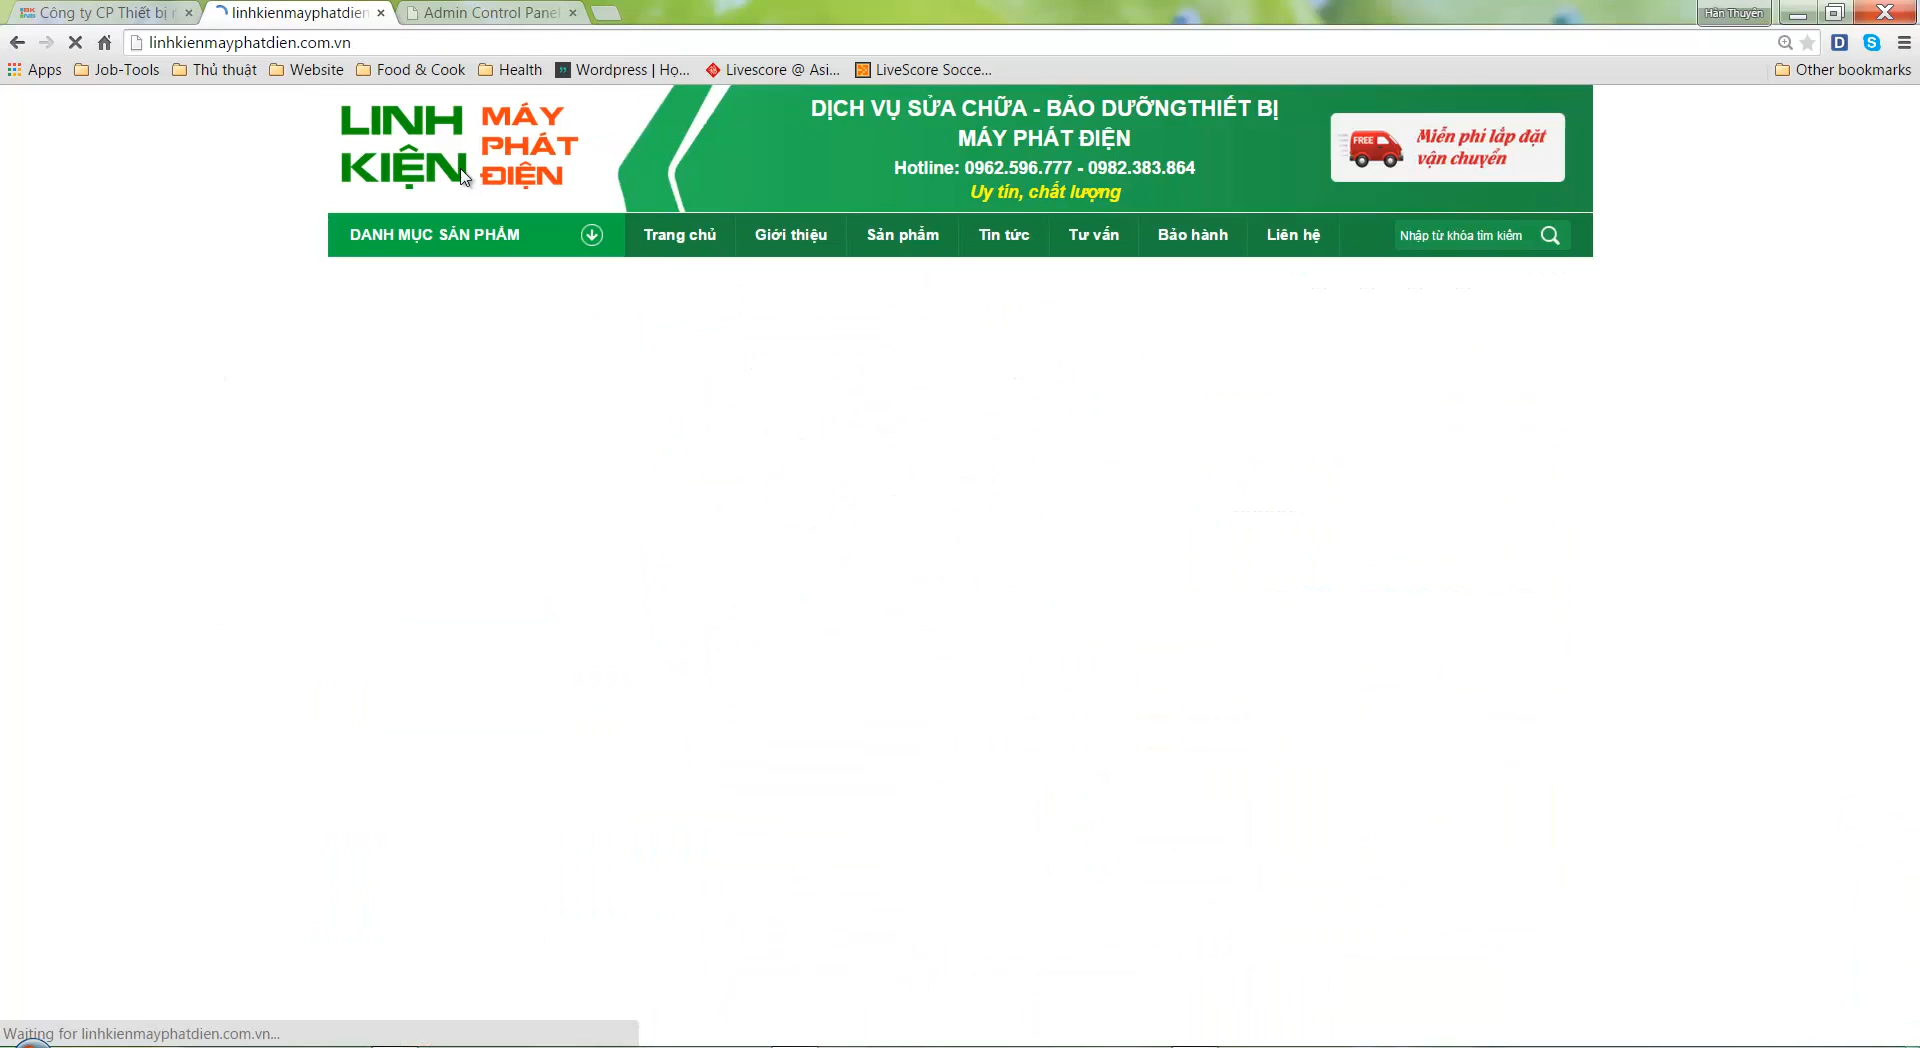 Công ty CP Thiết bị
linhkienmayphatdien
Admin Control Pane
Hàn Thuyên
linhkienmayphatdien.com.vn
Apps
Job-Tools
Thủ thuật
Website
Food & Cook
Health
Wordpress | Họ...
Livescore @ Asi...
LiveScore Socce...
Other bookmarks
LINH
KIỆN
MÁY
PHÁT
ĐIỆN
DỊCH VỤ SỬA CHỮA - BẢO DƯỠNGTHIẾT BỊ
MÁY PHÁT ĐIỆN
Hotline: 0962.596.777 - 0982.383.864
Uy tín, chất lượng
FREE
Miễn phi lắp đặt
vận chuyển
DANH MỤC SẢN PHẨM
Trang chủ
Giới thiệu
Sản phẩm
Tin tức
Tư vấn
Bảo hành
Liên hệ
Nhập từ khóa tìm kiếm
Waiting for linhkienmayphatdien.com.vn...